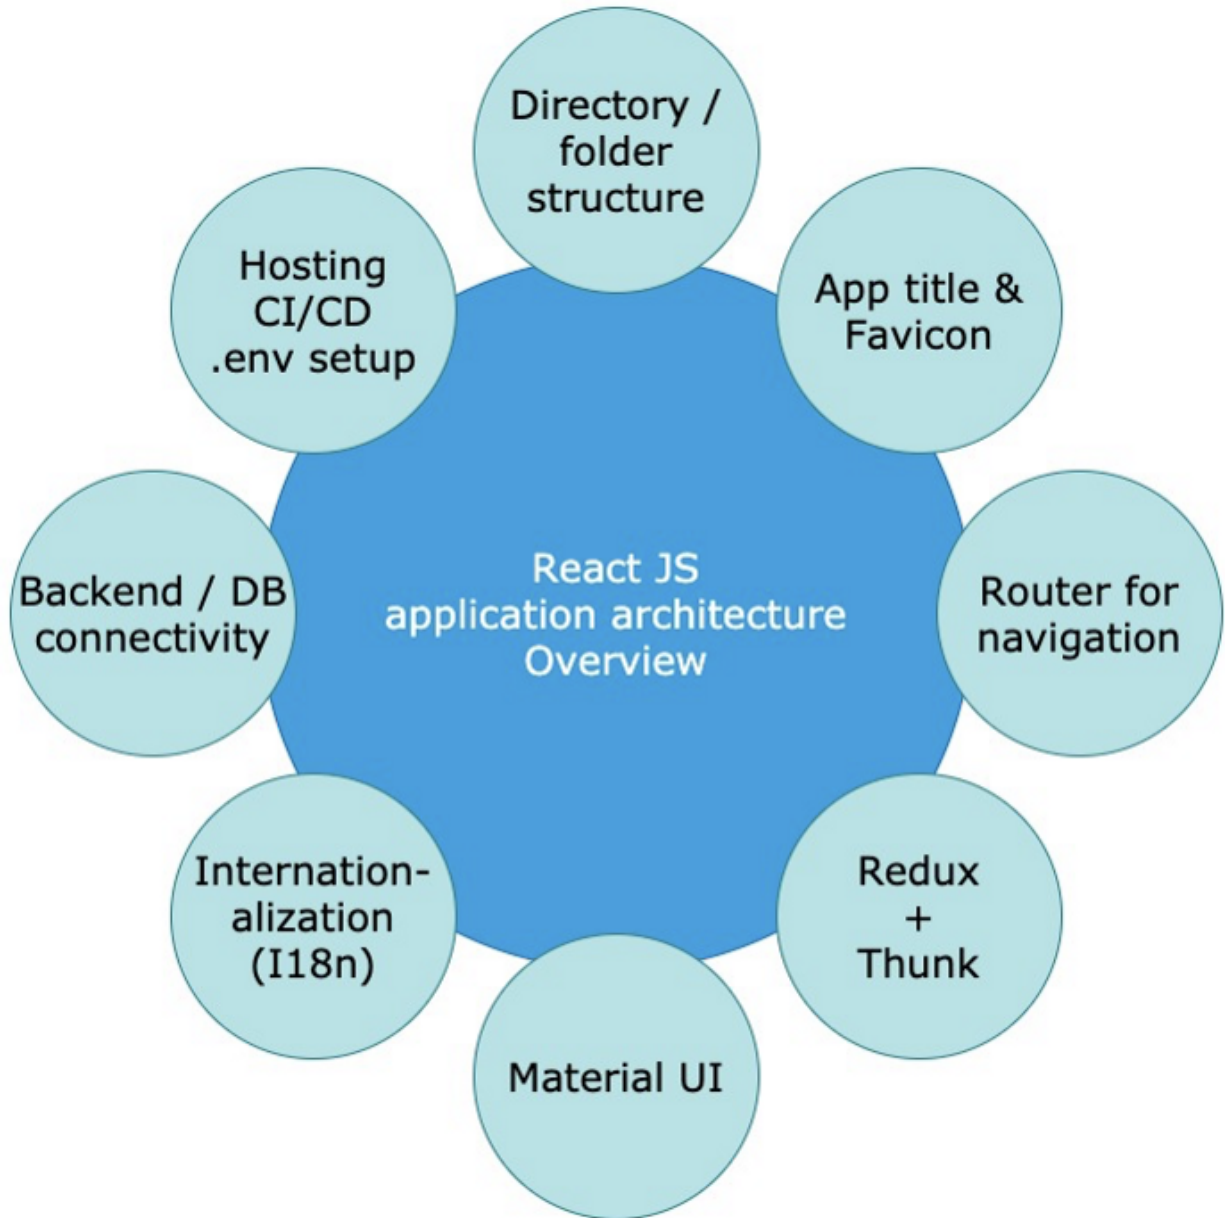 Directory /
folder
structure
App title &
Favicon
Router for
navigation
Redux
+
Thunk
Material UI
Internation-
alization
(I18n)
Backend / DB
connectivity
Hosting
CI/CD
.env setup
React JS
application architecture
Overview